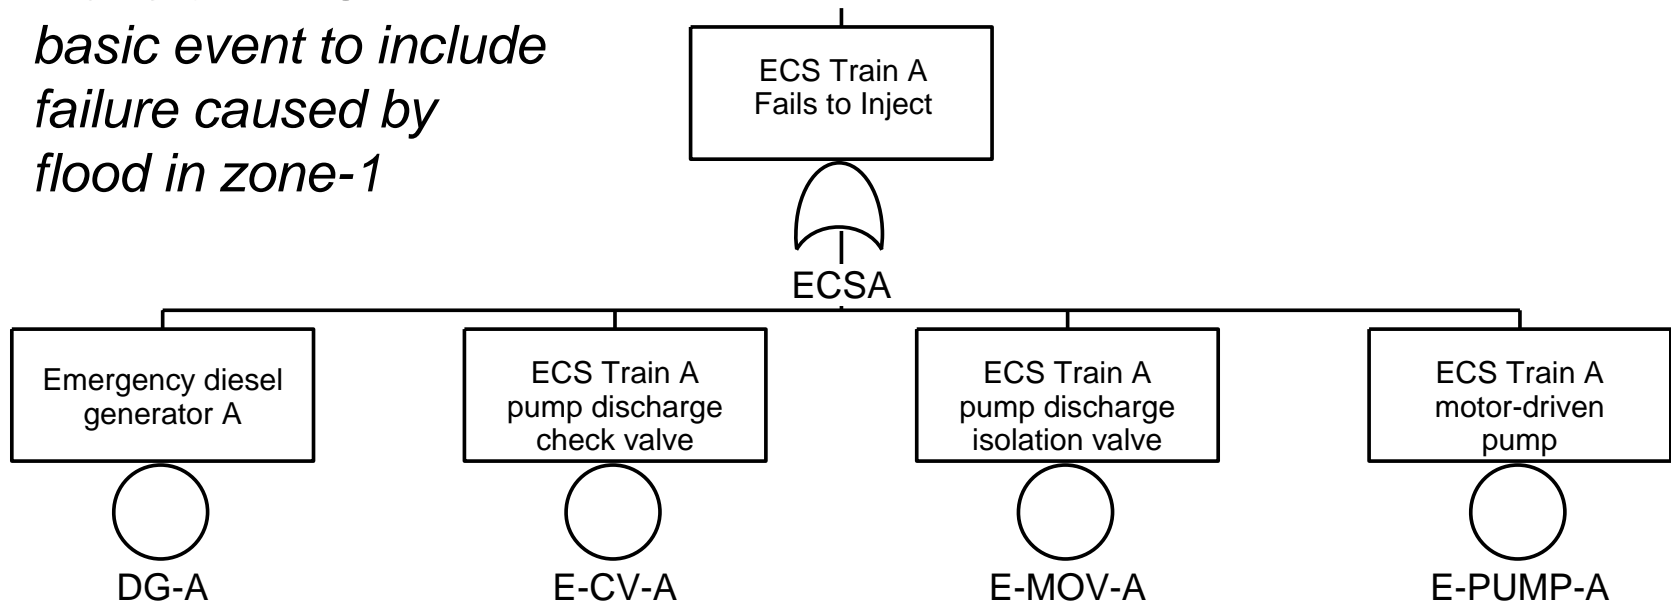 basic event to include
failure caused by
flood in zone-1
ECS Train A
Fails to Inject
ECSA
Emergency diesel
generator A
ECS Train A
pump discharge
check valve
ECS Train A
pump discharge
isolation valve
ECS Train A
motor-driven
pump
DG-A
E-CV-A
E-MOV-A
E-PUMP-A